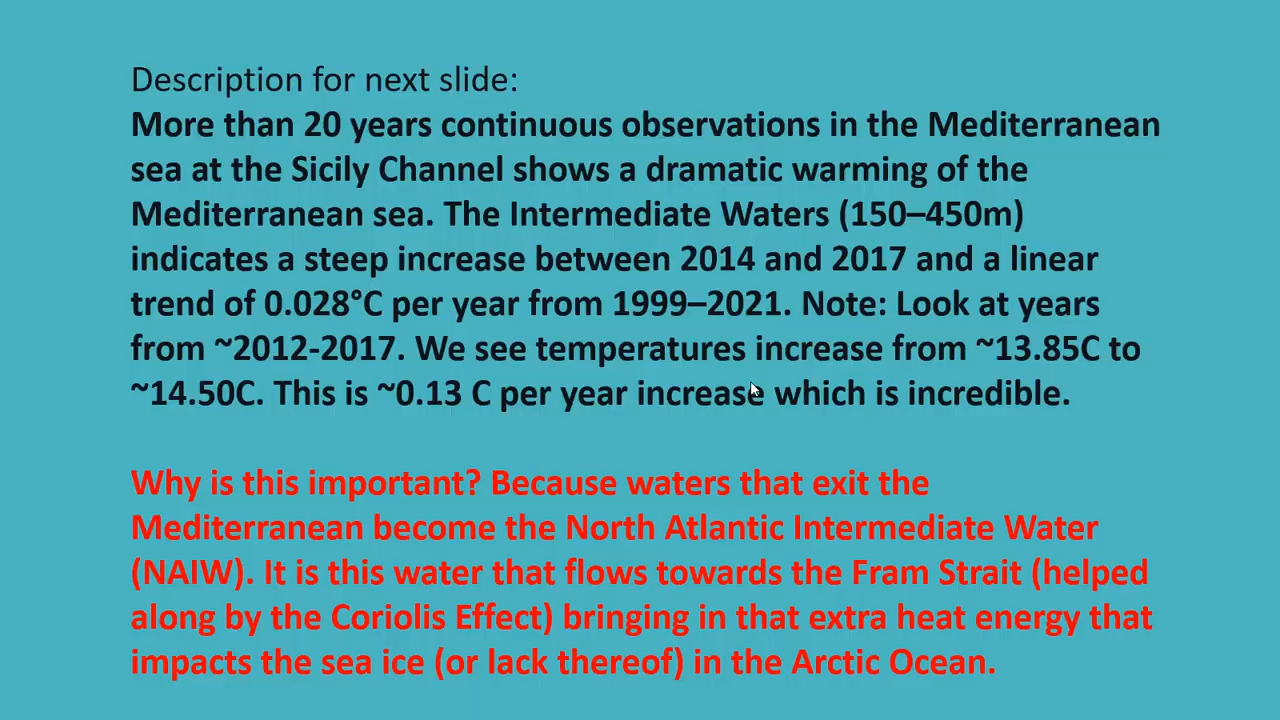 Description for next slide:
More than 20 years continuous observations in the Mediterranean
sea at the Sicily Channel shows a dramatic warming of the
Mediterranean sea. The Intermediate Waters (150–450m)
indicates a steep increase between 2014 and 2017 and a linear
trend of 0.028°C per year from 1999–2021. Note: Look at years
from ~2012-2017. We see temperatures increase from ~13.85C to
~14.50C. This is ~0.13 C per year increase which is incredible.
Why is this important? Because waters that exit the
Mediterranean become the North Atlantic Intermediate Water
(NAIW). It is this water that flows towards the Fram Strait (helped
along by the Coriolis Effect) bringing in that extra heat energy that
impacts the sea ice (or lack thereof) in the Arctic Ocean.